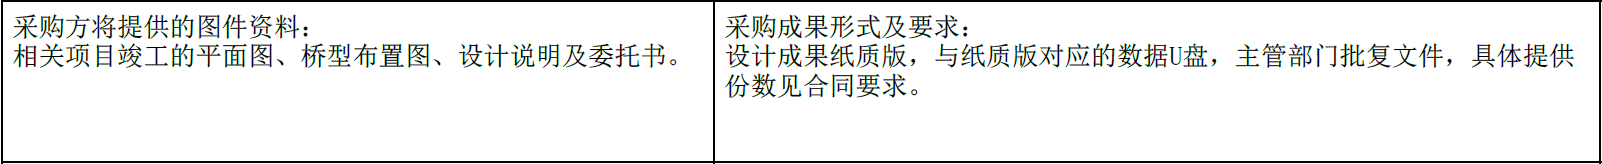 采购方将提供的图件资料：
相关项目竣工的平面图、桥型布置图、设计说明及委托书。
采购成果形式及要求：
设计成果纸质版，与纸质版对应的数据U盘，主管部门批复文件，具体提供
份数见合同要求。